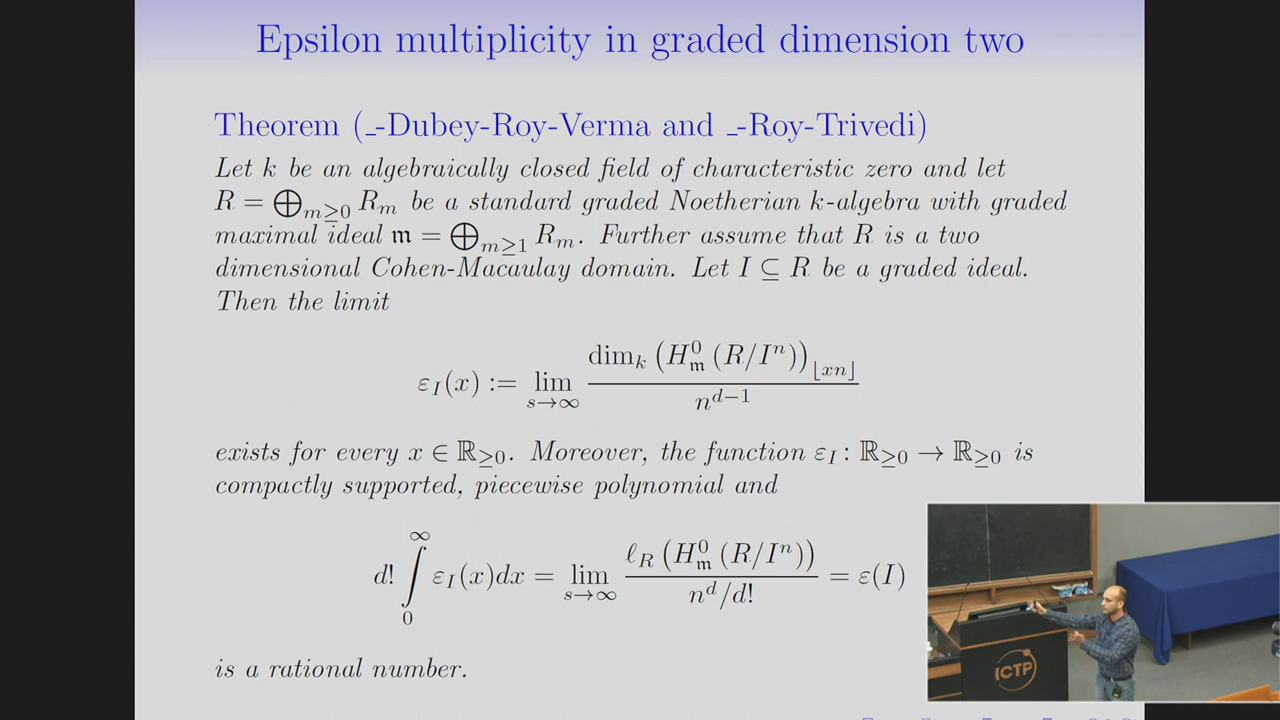 Epsilon multiplicity in graded dimension two
Theorem (_-Dubey-Roy-Verma and _-Roy-Trivedi)
Let k be an algebraically closed field of characteristic zero and let
R = ⨁_{m≥0} R_m be a standard graded Noetherian k-algebra with graded
maximal ideal 𝔪 = ⨁_{m≥1} R_m. Further assume that R is a two
dimensional Cohen-Macaulay domain. Let I ⊆ R be a graded ideal.
Then the limit
ε_I(x) := lim_{s→∞} dim_k (H^0_𝔪 (R/I^n))_{⌊xn⌋} / n^{d−1}
exists for every x ∈ ℝ_{≥0}. Moreover, the function ε_I : ℝ_{≥0} → ℝ_{≥0} is
compactly supported, piecewise polynomial and
d! ∫_0^∞ ε_I(x)dx = lim_{s→∞} ℓ_R (H^0_𝔪 (R/I^n)) / (n^d/d!) = ε(I)
is a rational number.
ICTP